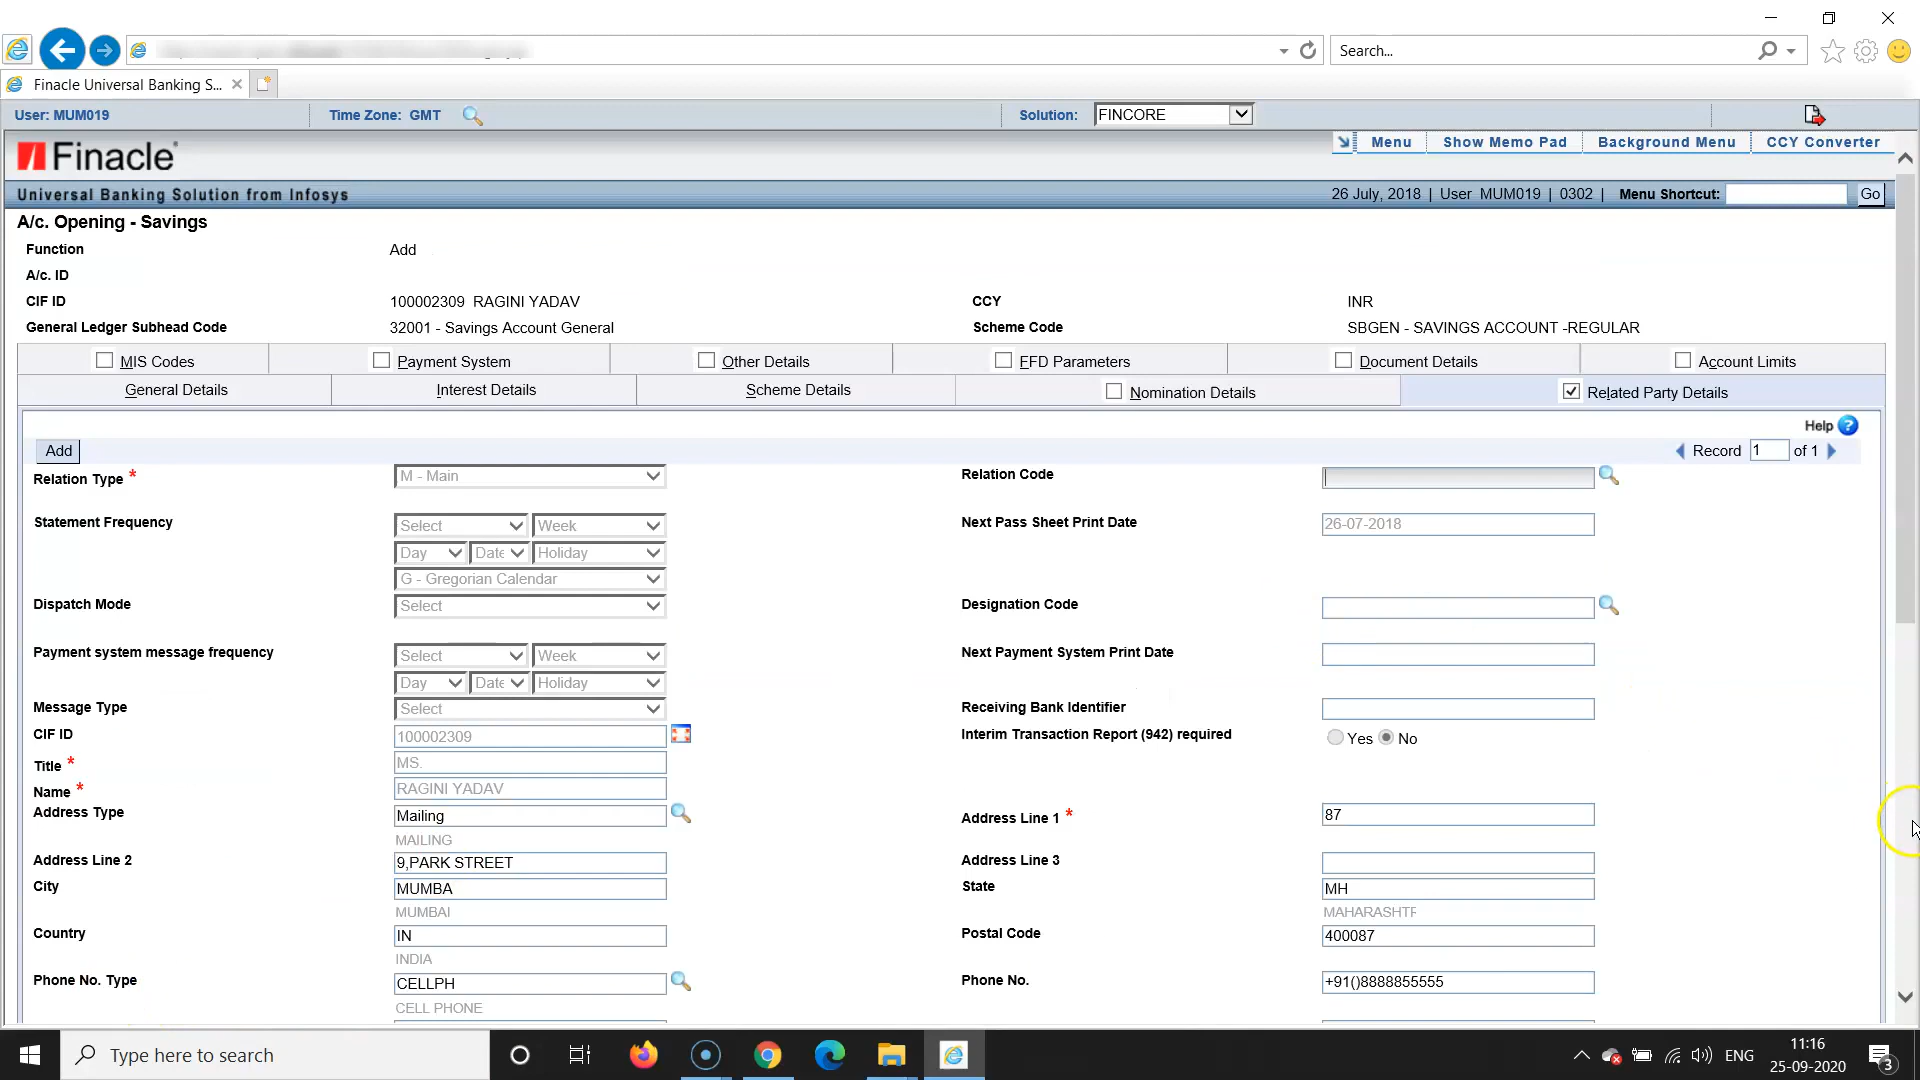 Search...
Finacle Universal Banking S...
User: MUM019
Time Zone: GMT
Solution:
FINCORE
Finacle
Menu
Show Memo Pad
Background Menu
CCY Converter
Universal Banking Solution from Infosys
26 July, 2018 | User MUM019 | 0302 |
Menu Shortcut:
Go
A/c. Opening - Savings
Function
Add
A/c. ID
CIF ID
100002309 RAGINI YADAV
CCY
INR
General Ledger Subhead Code
32001 - Savings Account General
Scheme Code
SBGEN - SAVINGS ACCOUNT -REGULAR
MIS Codes
Payment System
Other Details
FFD Parameters
Document Details
Account Limits
General Details
Interest Details
Scheme Details
Nomination Details
Related Party Details
Help ?
Add
Record 1 of 1
Relation Type *
M - Main
Relation Code
Statement Frequency
Select
Week
Next Pass Sheet Print Date
26-07-2018
Day
Date
Holiday
G - Gregorian Calendar
Dispatch Mode
Select
Designation Code
Payment system message frequency
Select
Week
Next Payment System Print Date
Day
Date
Holiday
Message Type
Select
Receiving Bank Identifier
CIF ID
100002309
Interim Transaction Report (942) required
Yes
No
Title *
MS.
Name *
RAGINI YADAV
Address Type
Mailing
Address Line 1 *
87
MAILING
Address Line 2
9,PARK STREET
Address Line 3
City
MUMBA
State
MH
MUMBAI
MAHARASHTF
Country
IN
Postal Code
400087
INDIA
Phone No. Type
CELLPH
Phone No.
+91()8888855555
CELL PHONE
Type here to search
ENG
11:16
25-09-2020
3